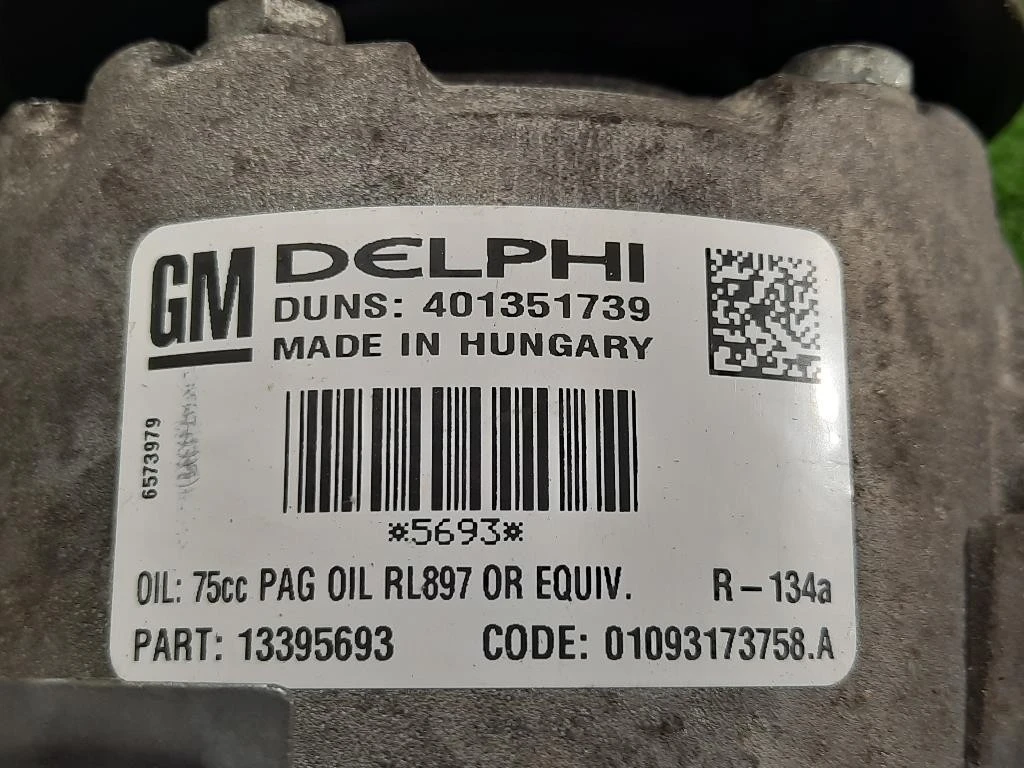 GM DELPHI
DUNS: 401351739
MADE IN HUNGARY
6573979
*5693*
OIL: 75cc PAG OIL RL897 OR EQUIV. R-134a
PART: 13395693 CODE: 01093173758.A